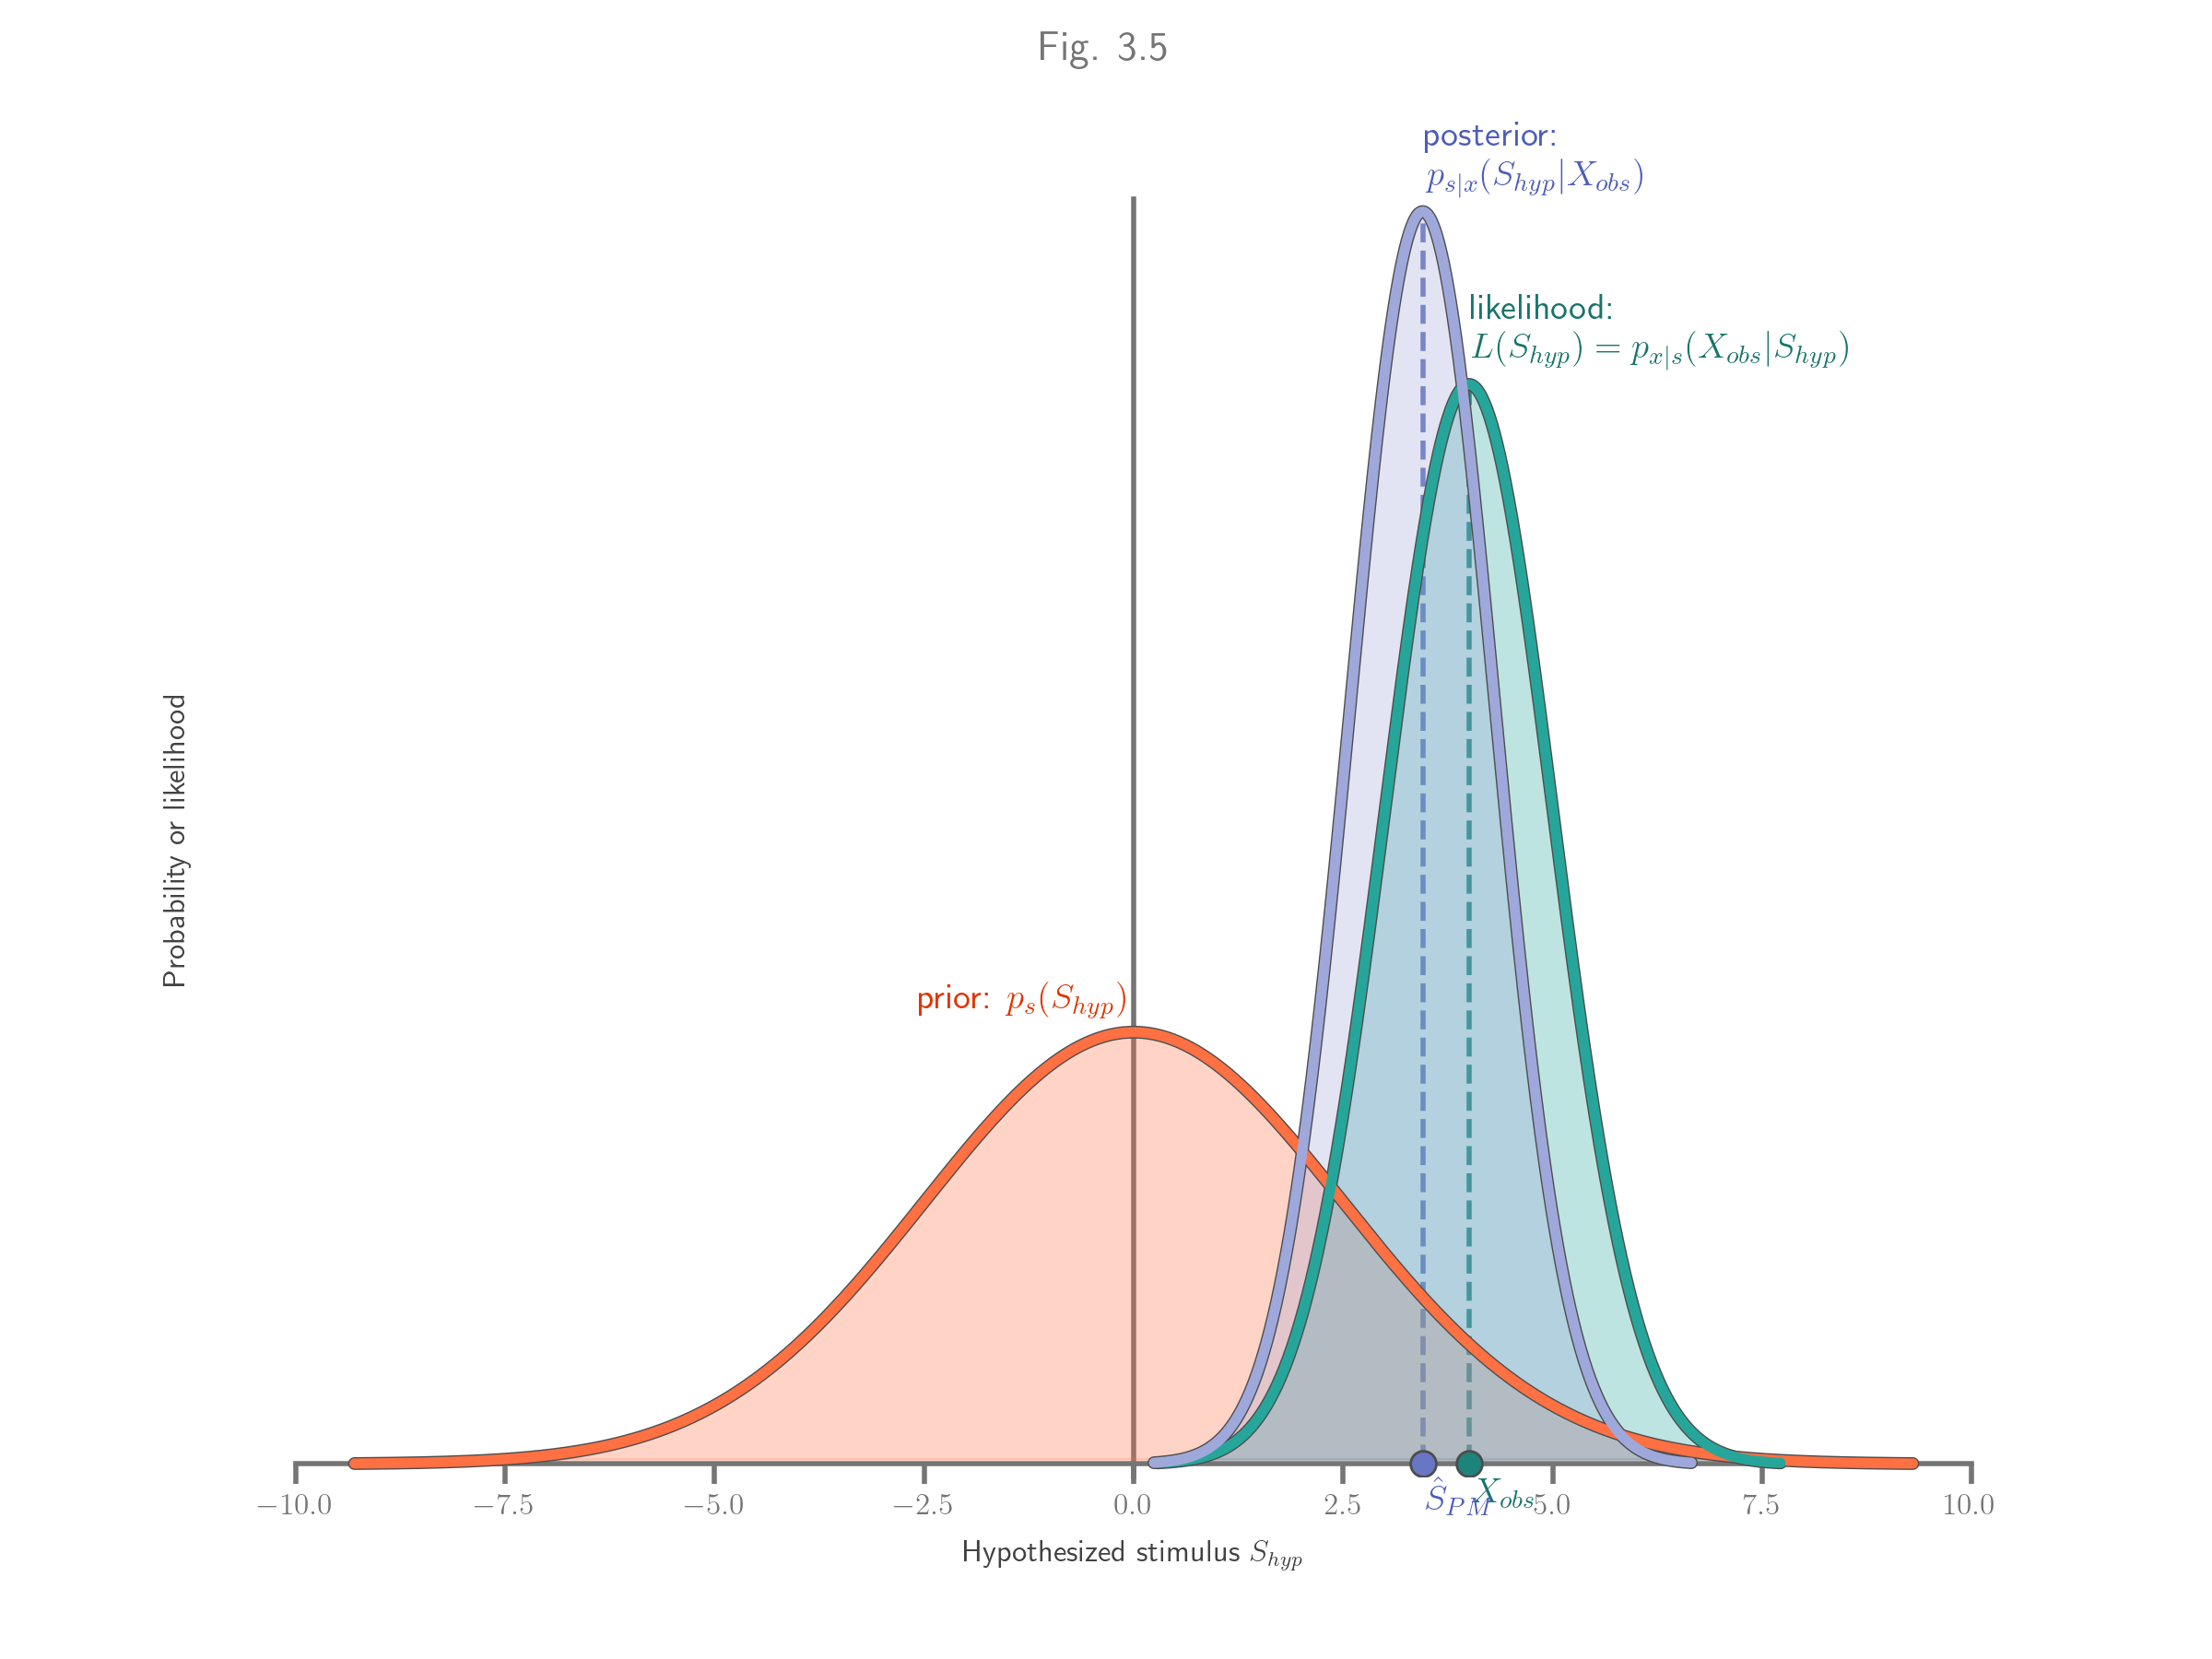 Fig. 3.5
posterior:
p_{s|x}(S_{hyp}|X_{obs})
likelihood:
L(S_{hyp}) = p_{x|s}(X_{obs}|S_{hyp})
Probability or likelihood
prior: p_s(S_{hyp})
−10.0 −7.5 −5.0 −2.5 0.0 2.5 5.0 7.5 10.0
Ŝ_{PM} X_{obs}
Hypothesized stimulus S_{hyp}